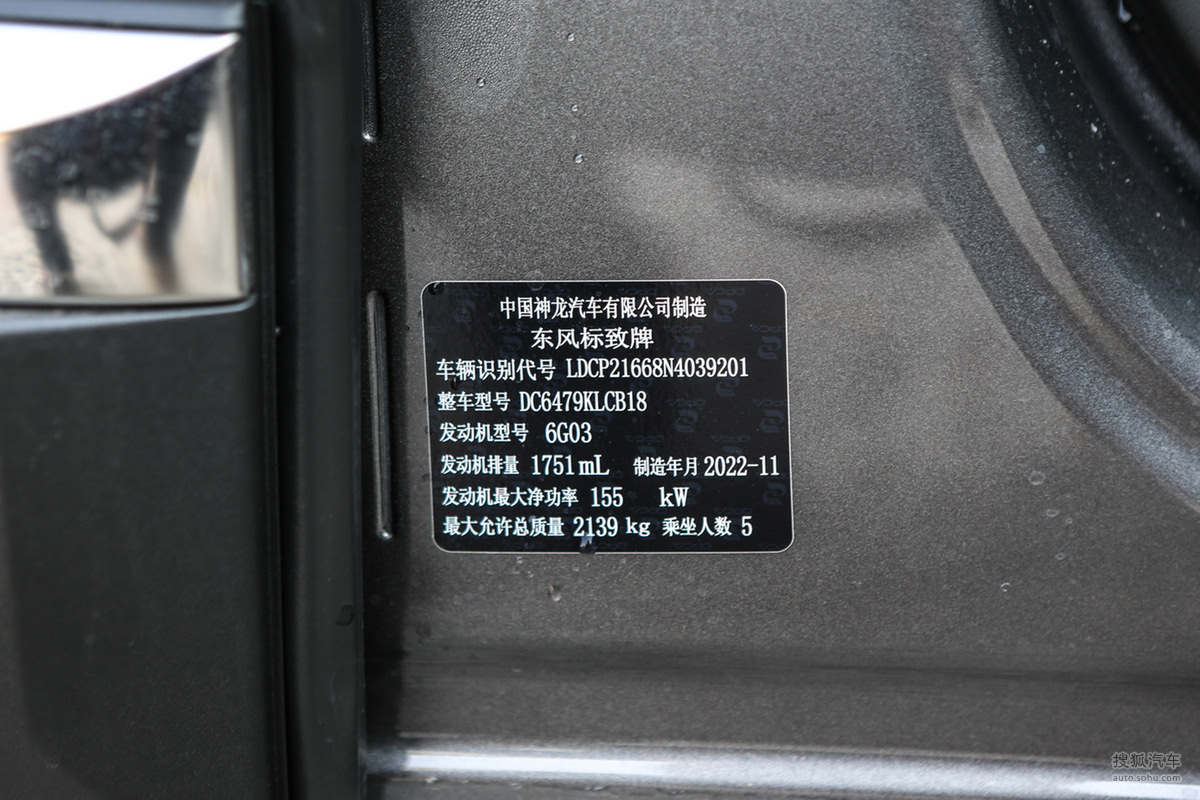 中国神龙汽车有限公司制造
东风标致牌
车辆识别代号 LDCP21668N4039201
整车型号 DC6479KLCB18
发动机型号 6G03
发动机排量 1751mL 制造年月 2022-11
发动机最大净功率 155 kW
最大允许总质量 2139 kg 乘坐人数 5
搜狐汽车
auto.sohu.com